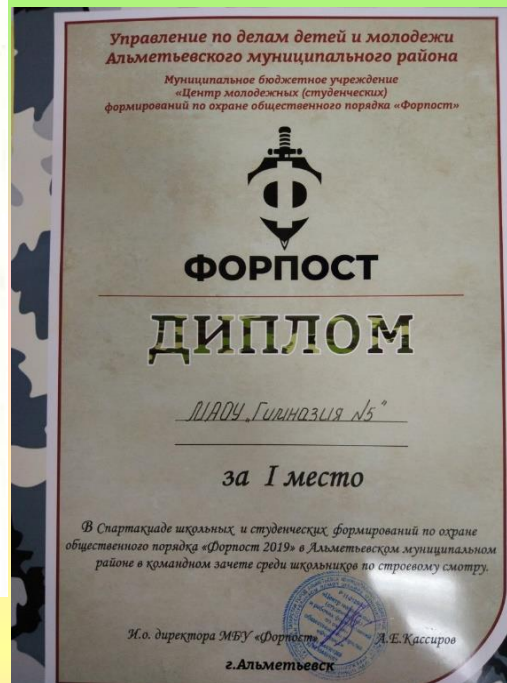 Управление по делам детей и молодежи
Альметьевского муниципального района
Муниципальное бюджетное учреждение
«Центр молодежных (студенческих)
формирований по охране общественного порядка «Форпост»
Ф
ФОРПОСТ
ДИПЛОМ
МАОУ „Гимназия №5"
за I место
В Спартакиаде школьных и студенческих формирований по охране
общественного порядка «Форпост 2019» в Альметьевском муниципальном
районе в командном зачете среди школьников по строевому смотру.
И.о. директора МБУ «Форпост» А.Е.Кассиров
г.Альметьевск